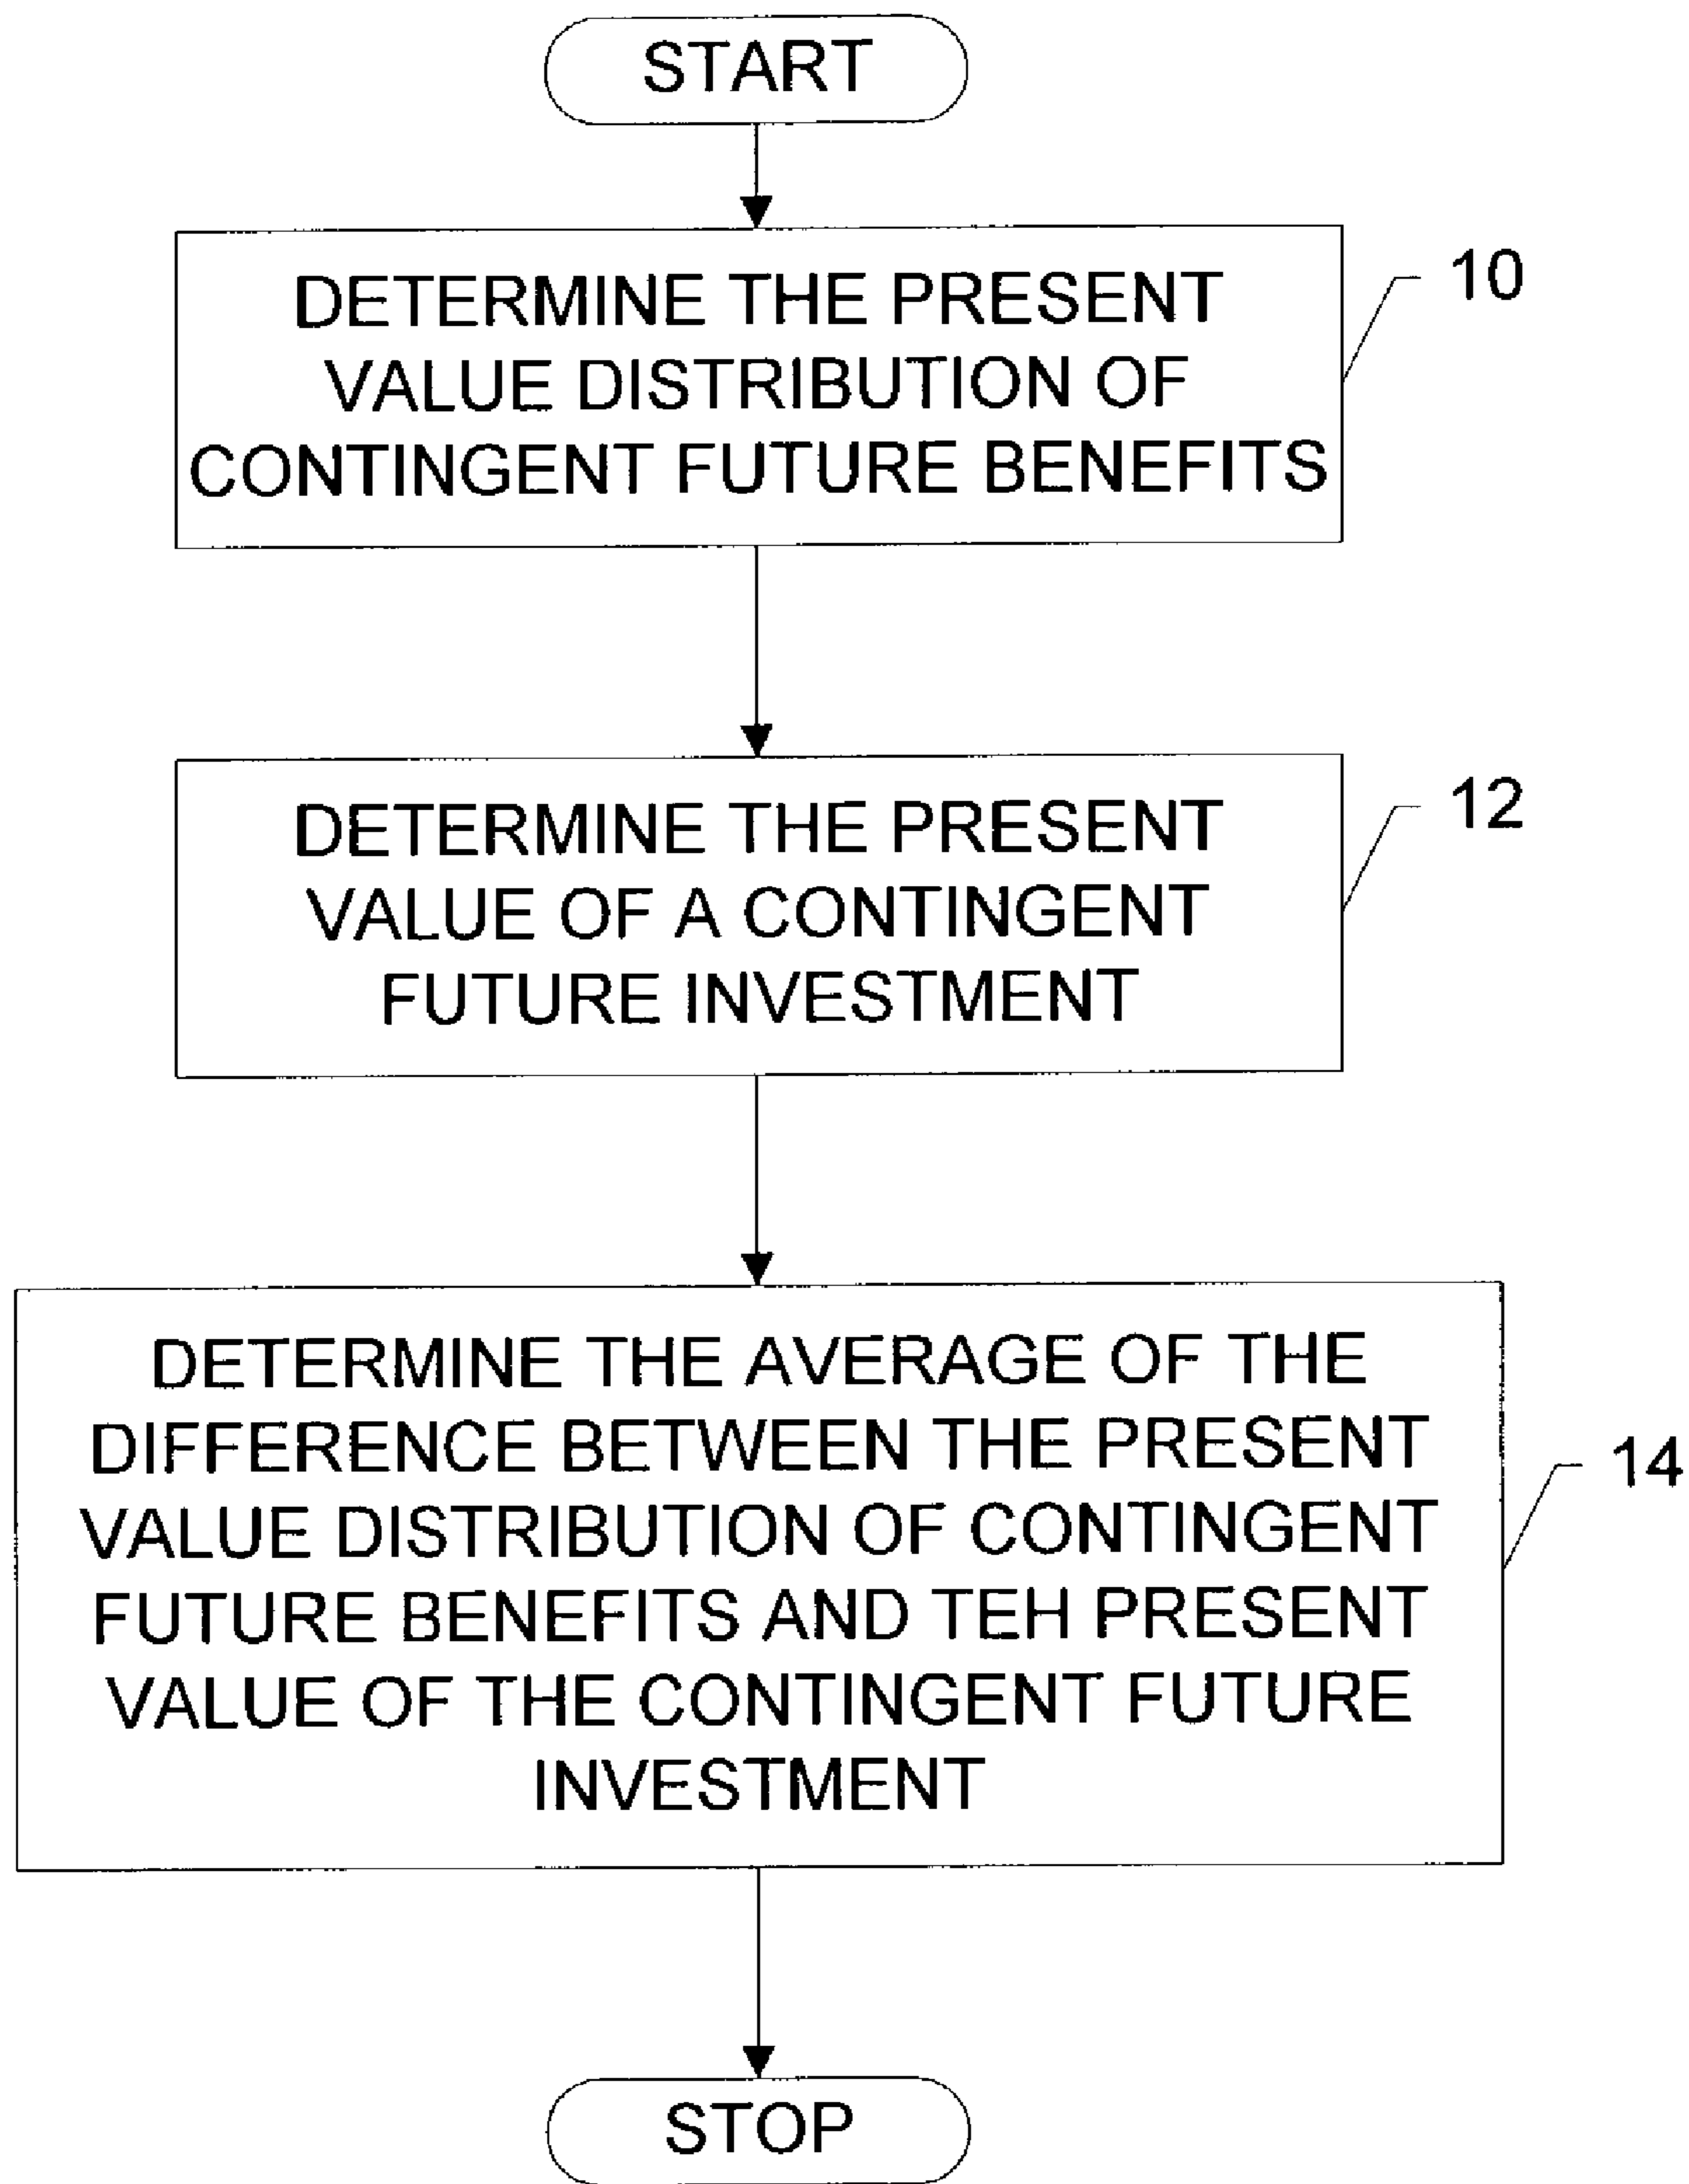 START
DETERMINE THE PRESENT
VALUE DISTRIBUTION OF
CONTINGENT FUTURE BENEFITS
10
DETERMINE THE PRESENT
VALUE OF A CONTINGENT
FUTURE INVESTMENT
12
DETERMINE THE AVERAGE OF THE
DIFFERENCE BETWEEN THE PRESENT
VALUE DISTRIBUTION OF CONTINGENT
FUTURE BENEFITS AND TEH PRESENT
VALUE OF THE CONTINGENT FUTURE
INVESTMENT
14
STOP